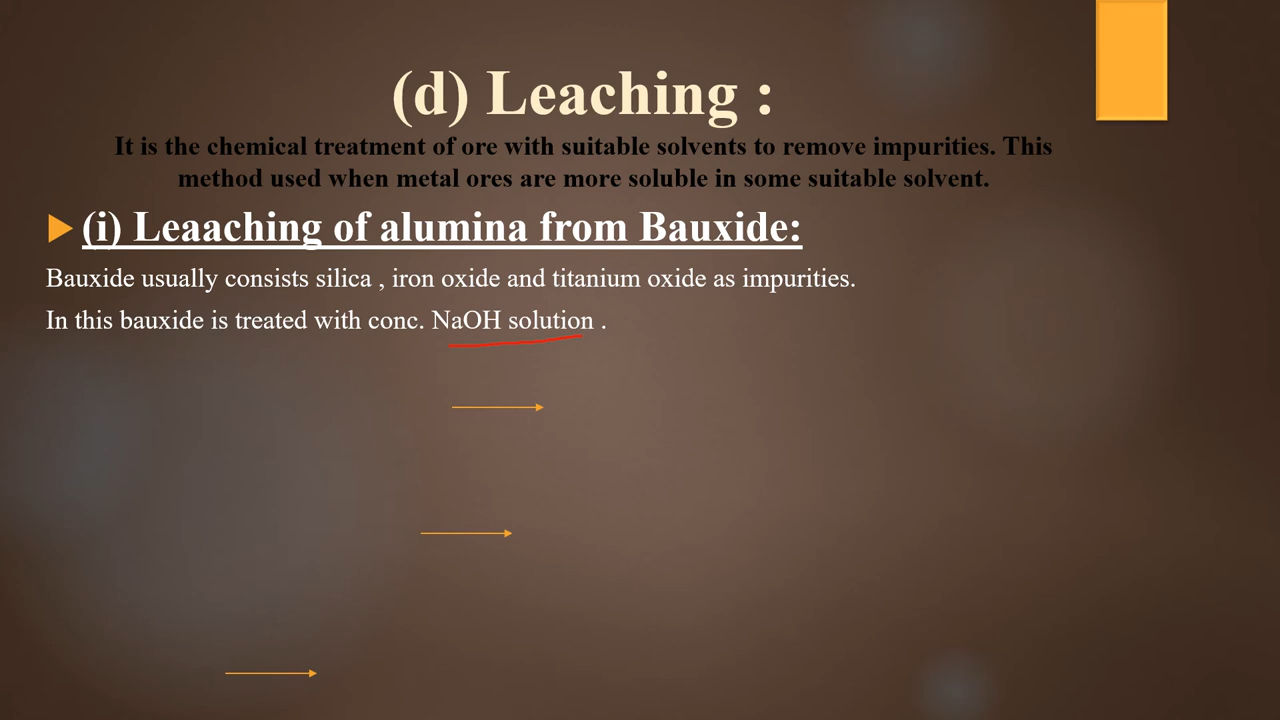 (d) Leaching :
It is the chemical treatment of ore with suitable solvents to remove impurities. This
method used when metal ores are more soluble in some suitable solvent.
(i) Leaaching of alumina from Bauxide:
Bauxide usually consists silica , iron oxide and titanium oxide as impurities.
In this bauxide is treated with conc. NaOH solution .